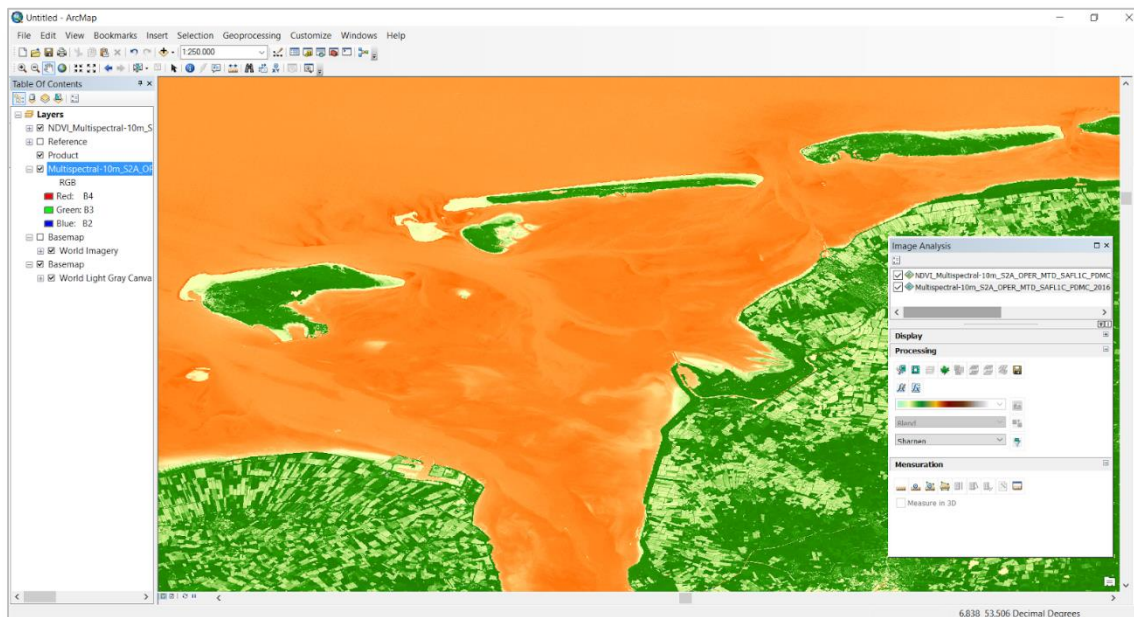 Untitled - ArcMap
File Edit View Bookmarks Insert Selection Geoprocessing Customize Windows Help
1:250.000
Table Of Contents
Layers
NDVI_Multispectral-10m_S
Reference
Product
Multispectral-10m_S2A_OP
RGB
Red: B4
Green: B3
Blue: B2
Basemap
World Imagery
Basemap
World Light Gray Canva
Image Analysis
NDVI_Multispectral-10m_S2A_OPER_MTD_SAFL1C_PDMC
Multispectral-10m_S2A_OPER_MTD_SAFL1C_PDMC_2016
Display
Processing
Blend
Sharpen
Mensuration
Measure in 3D
6,838 53,506 Decimal Degrees